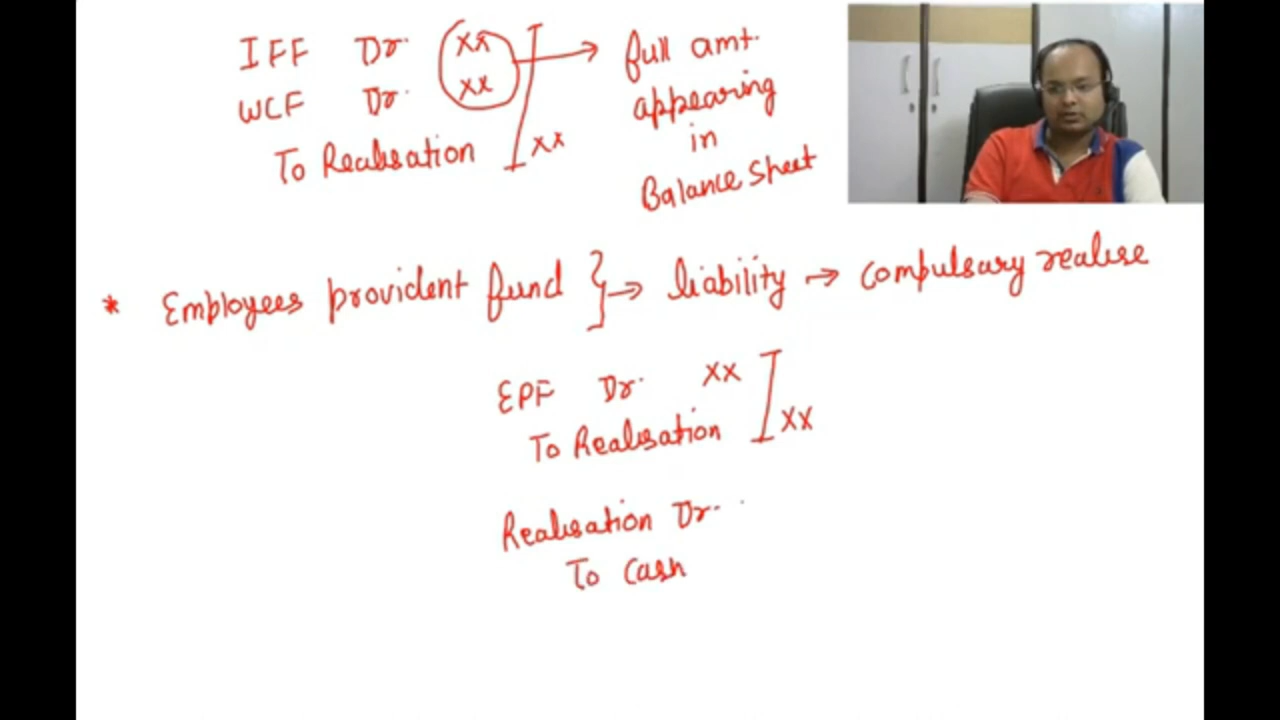 IFF Dr. xx
WCF Dr. xx
To Realisation xx
full amt.
appearing
in
Balance Sheet
* Employees provident fund } → liability → compulsary realise
EPF Dr. xx
To Realisation xx
Realisation Dr.
To Cash